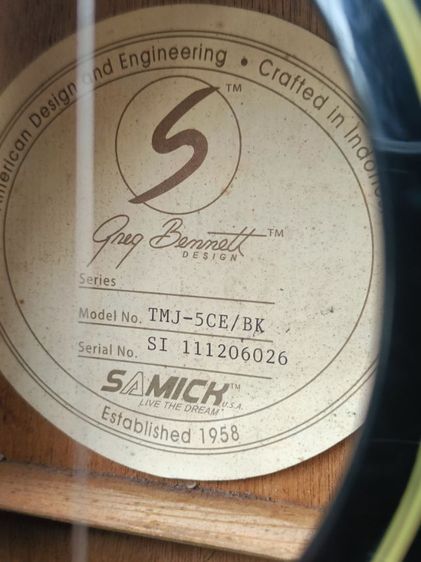 American Design and Engineering • Crafted in Indones
S™
Greg Bennett™
DESIGN
Series
Model No. TMJ-5CE/BK
Serial No. SI 111206026
SAMICK™
U.S.A.
LIVE THE DREAM
Established 1958